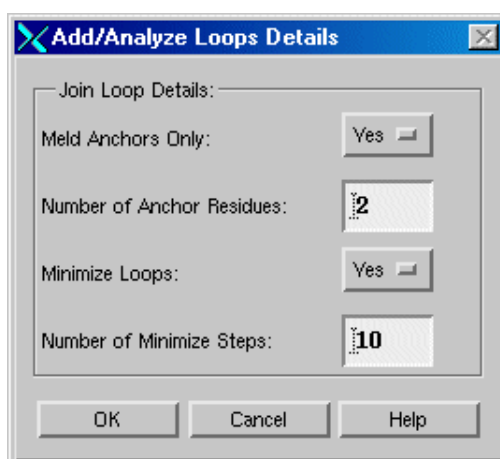 Add/Analyze Loops Details
Join Loop Details:
Meld Anchors Only: Yes
Number of Anchor Residues: 2
Minimize Loops: Yes
Number of Minimize Steps: 10
OK Cancel Help